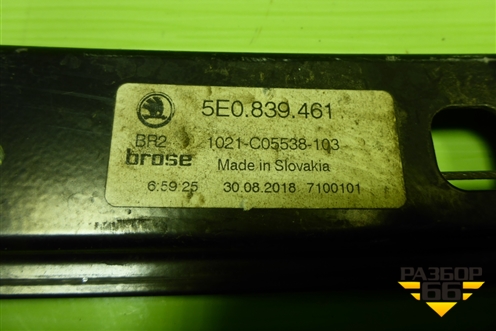 5E0.839.461
BR2 1021-C05538-103
brose Made in Slovakia
6:59:25 30.08.2018 7100101
РАЗБОР
66